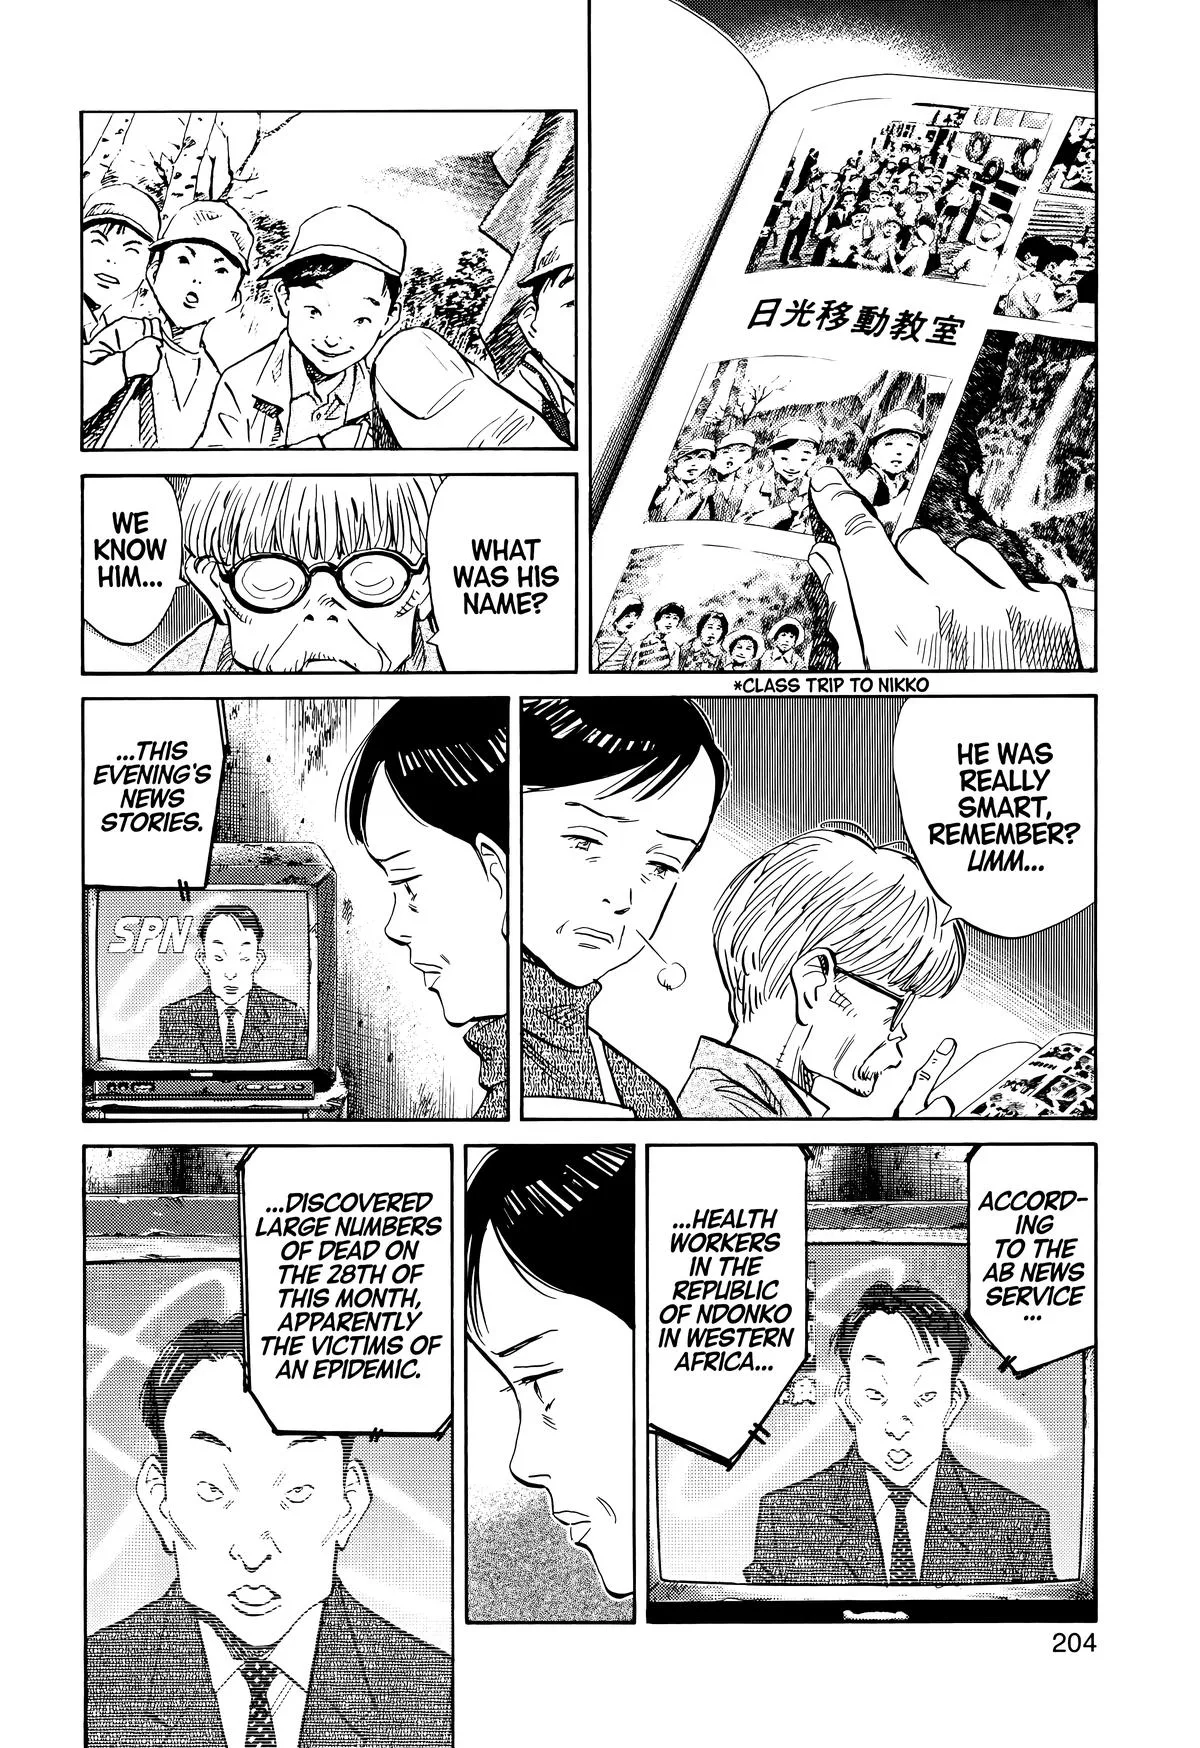 日光移動教室
*CLASS TRIP TO NIKKO
WHAT
WAS HIS
NAME?
WE
KNOW
HIM...
HE WAS
REALLY
SMART,
REMEMBER?
UMM...
...THIS
EVENING'S
NEWS
STORIES.
SPN
ACCORD-
ING
TO THE
AB NEWS
SERVICE
...
...HEALTH
WORKERS
IN THE
REPUBLIC
OF NDONKO
IN WESTERN
AFRICA...
...DISCOVERED
LARGE NUMBERS
OF DEAD ON
THE 28TH OF
THIS MONTH,
APPARENTLY
THE VICTIMS OF
AN EPIDEMIC.
204